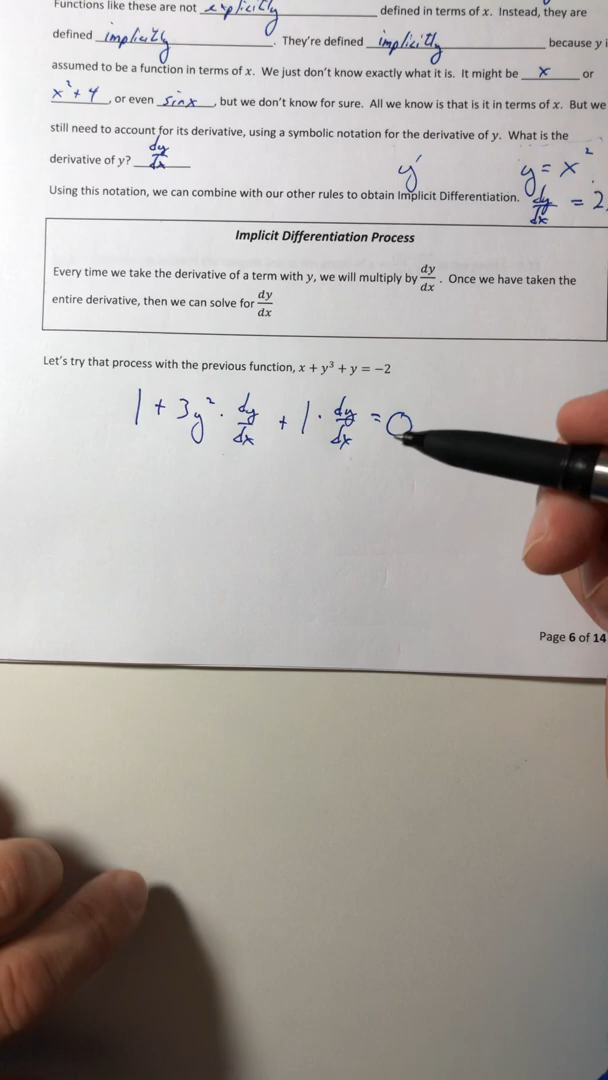 Functions like these are not explicitly defined in terms of x. Instead, they are
defined implicitly. They're defined implicitly because y i
assumed to be a function in terms of x. We just don't know exactly what it is. It might be x or
x² + 4, or even sin x, but we don't know for sure. All we know is that is it in terms of x. But we
still need to account for its derivative, using a symbolic notation for the derivative of y. What is the
derivative of y? dy/dx
y' y = x²
Using this notation, we can combine with our other rules to obtain Implicit Differentiation. dy/dx = 2
Implicit Differentiation Process
Every time we take the derivative of a term with y, we will multiply by dy/dx. Once we have taken the
entire derivative, then we can solve for dy/dx
Let's try that process with the previous function, x + y³ + y = −2
1 + 3y² · dy/dx + 1 · dy/dx = 0
Page 6 of 14